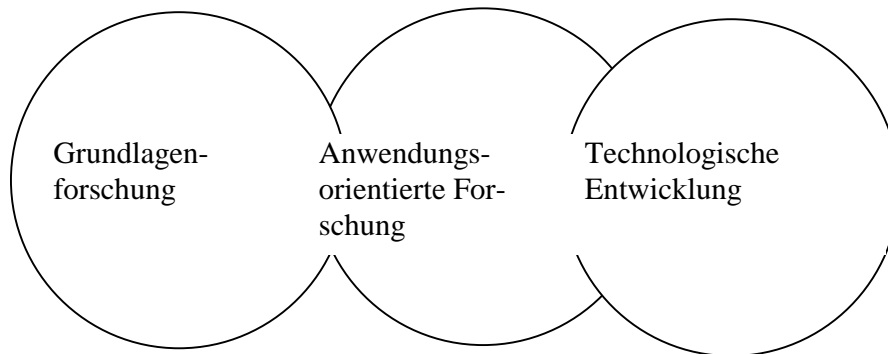 Grundlagen-
forschung
Anwendungs-
orientierte For-
schung
Technologische
Entwicklung